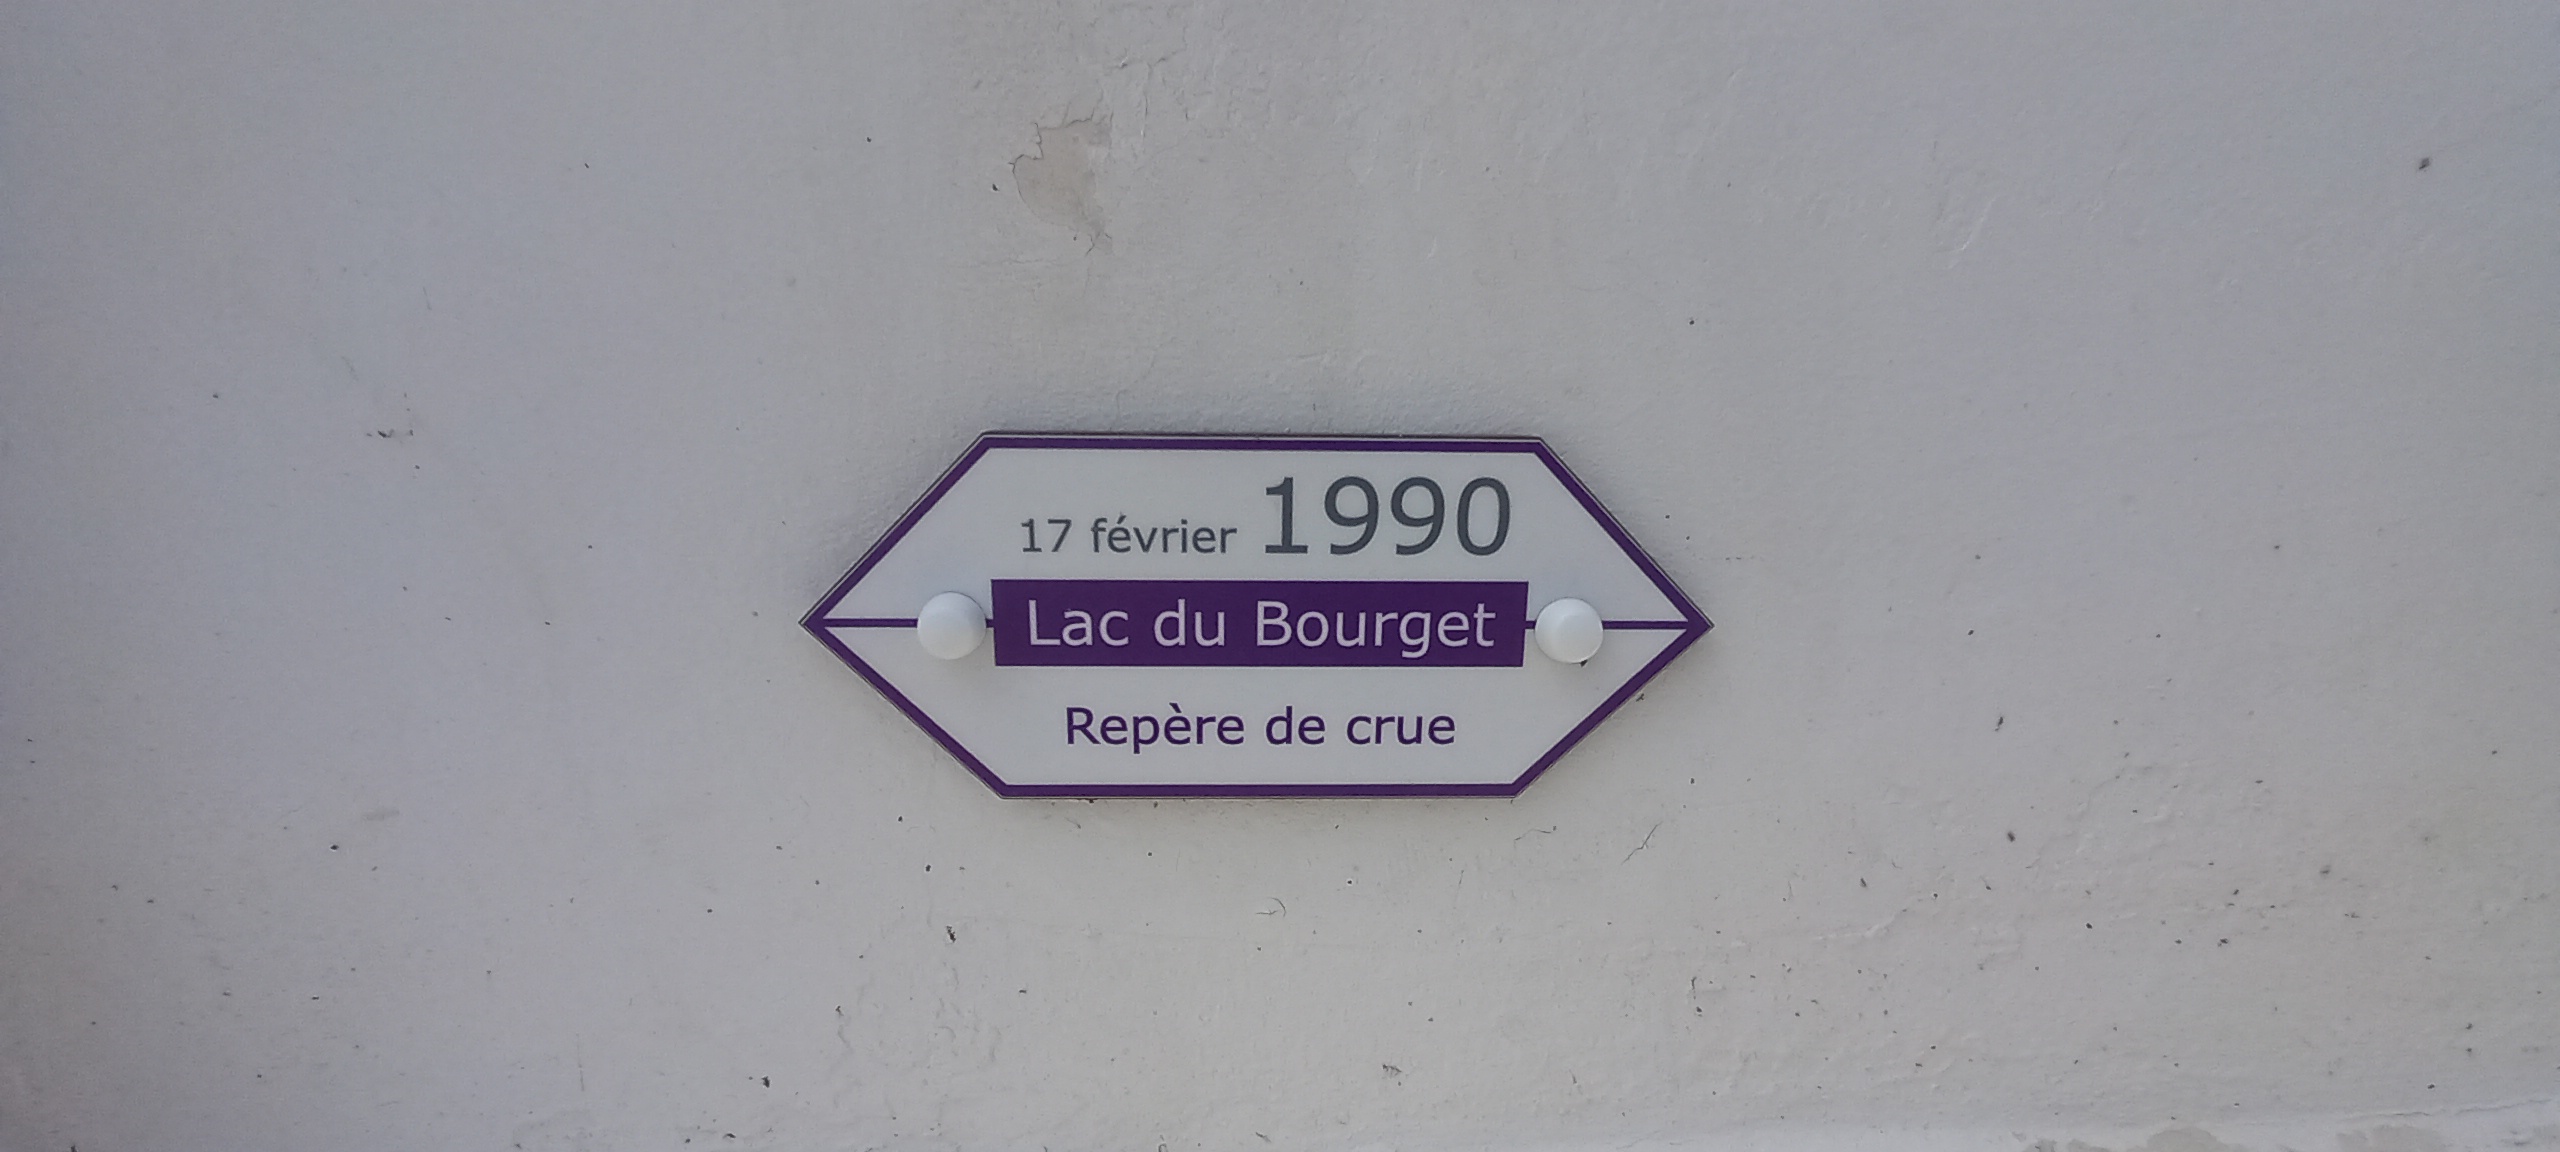 17 février 1990
Lac du Bourget
Repère de crue